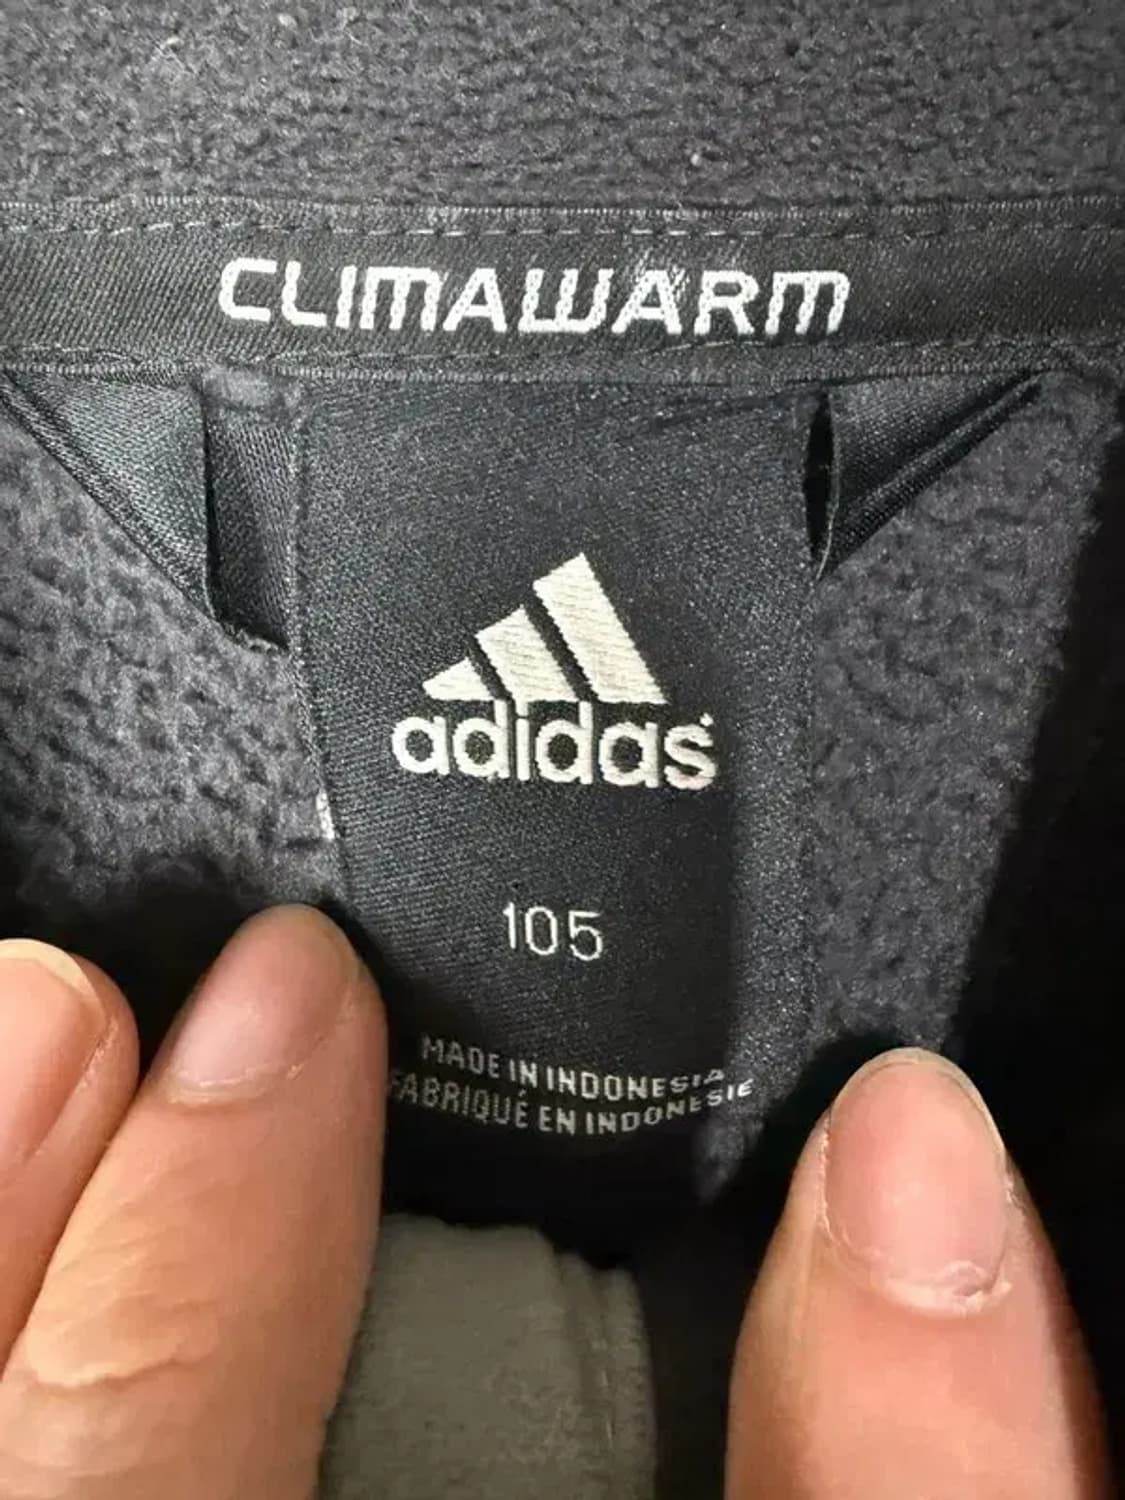 CLIMAWARM
adidas
105
MADE IN INDONESIA
FABRIQUÉ EN INDONESIE